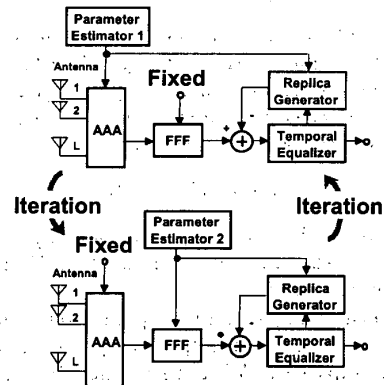 Parameter
Estimator 1
Antenna
Fixed
1
2
L
AAA
FFF
+
-
Replica
Generator
Temporal
Equalizer
Iteration
Iteration
Parameter
Estimator 2
Fixed
Antenna
1
2
L
AAA
FFF
-
Replica
Generator
Temporal
Equalizer